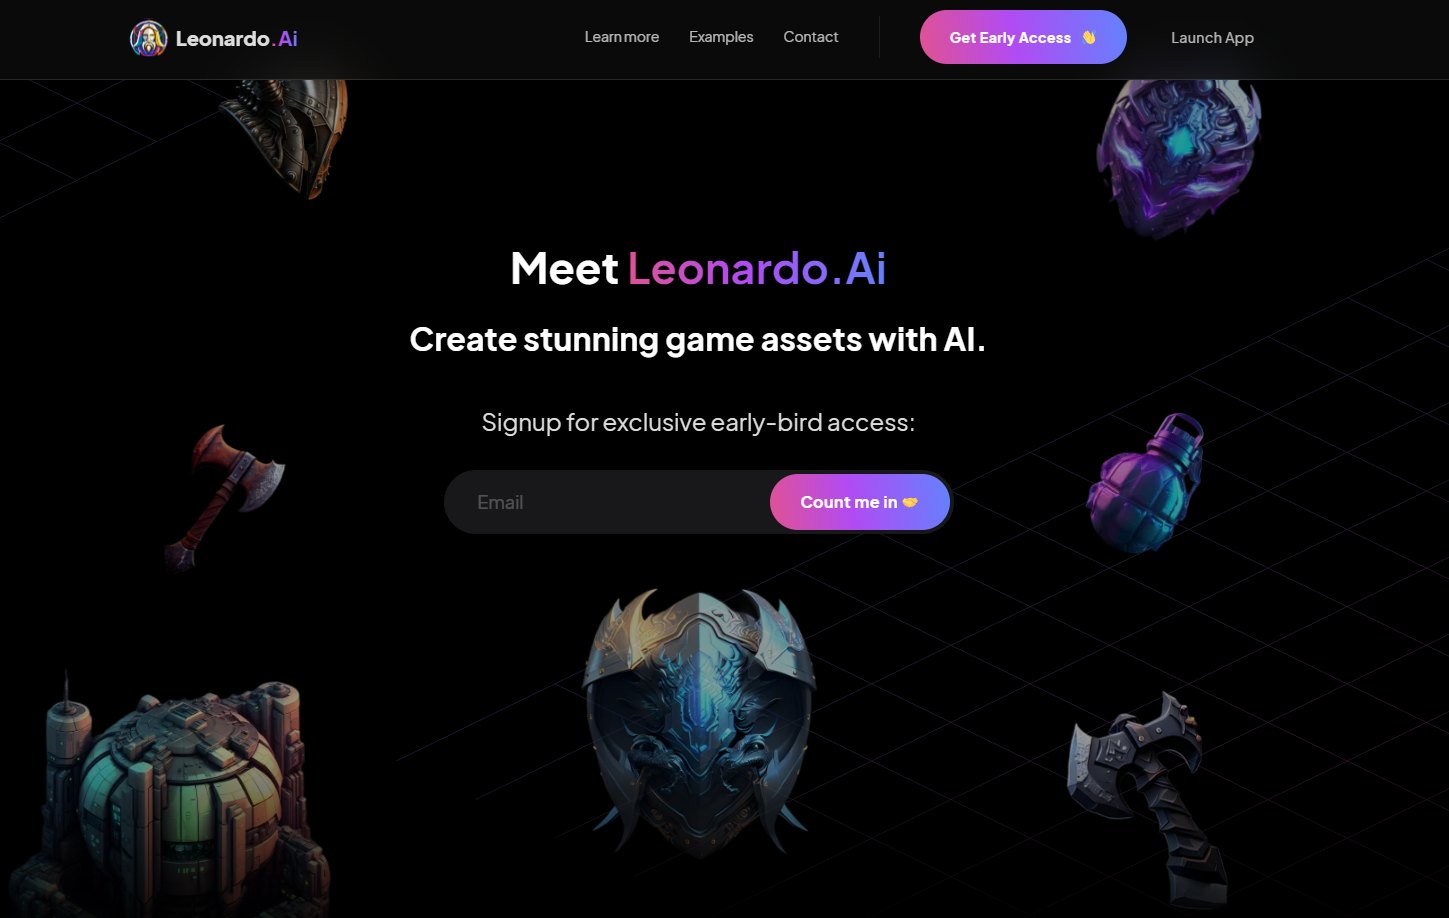 Leonardo.Ai
Learn more
Examples
Contact
Get Early Access 👋
Launch App
Meet Leonardo.Ai
Create stunning game assets with AI.
Signup for exclusive early-bird access:
Email
Count me in 🤝